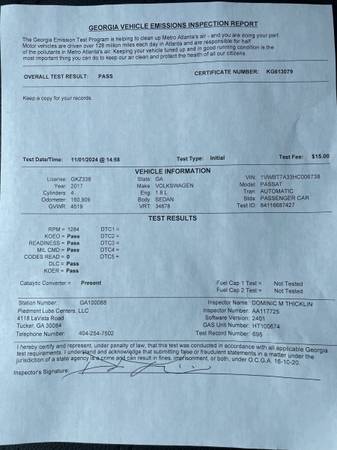 GEORGIA VEHICLE EMISSIONS INSPECTION REPORT
The Georgia Emission Test Program is helping to clean up Metro Atlanta's air - and you are doing your part.
Motor vehicles are driven over 128 million miles each day in Atlanta and are responsible for half
of the pollutants in Metro Atlanta's air. Keeping your vehicle tuned up and in good running condition is the
most important thing you can do to keep our air clean and protect the health of all our citizens.
OVERALL TEST RESULT: PASS CERTIFICATE NUMBER: KG613079
Keep a copy for your records.
Test Date/Time: 11/01/2024 @ 14:58 Test Type: Initial Test Fee: $15.00
VEHICLE INFORMATION
License: GKZ338 State: GA VIN: 1VWBT7A33HC006738
Year: 2017 Make: VOLKSWAGEN Model: PASSAT
Cylinders: 4 Eng: 1.8 L Tran: AUTOMATIC
Odometer: 160,909 Body: SEDAN Bdde: PASSENGER CAR
GVWR: 4519 VRT: 34878 Test ID: 84116687427
TEST RESULTS
RPM = 1284 DTC1 =
KOEO = Pass DTC2 =
READINESS = Pass DTC3 =
MIL CMD = Pass DTC4 =
CODES READ = 0 DTC5 =
DLC = Pass
KOER = Pass
Catalytic Converter = Present Fuel Cap 1 Test = Not Tested
Fuel Cap 2 Test = Not Tested
Station Number: GA100088 Inspector Name: DOMINIC M THICKLIN
Piedmont Lube Centers, LLC Inspector Number: AA117725
4118 LaVista Road Software Version: 2401
Tucker, GA 30084 GAS Unit Number: HT100674
Telephone Number: 404-254-7502 Test Record Number: 695
I hereby certify and represent, under penalty of law, that this test was conducted in accordance with all applicable Georgia
test requirements. I understand and acknowledge that submitting false or fraudulent statements in a matter under the
jurisdiction of a state agency is a crime and can result in fines, imprisonment, or both, under O.C.G.A. 16-10-20.
Inspector's Signature: